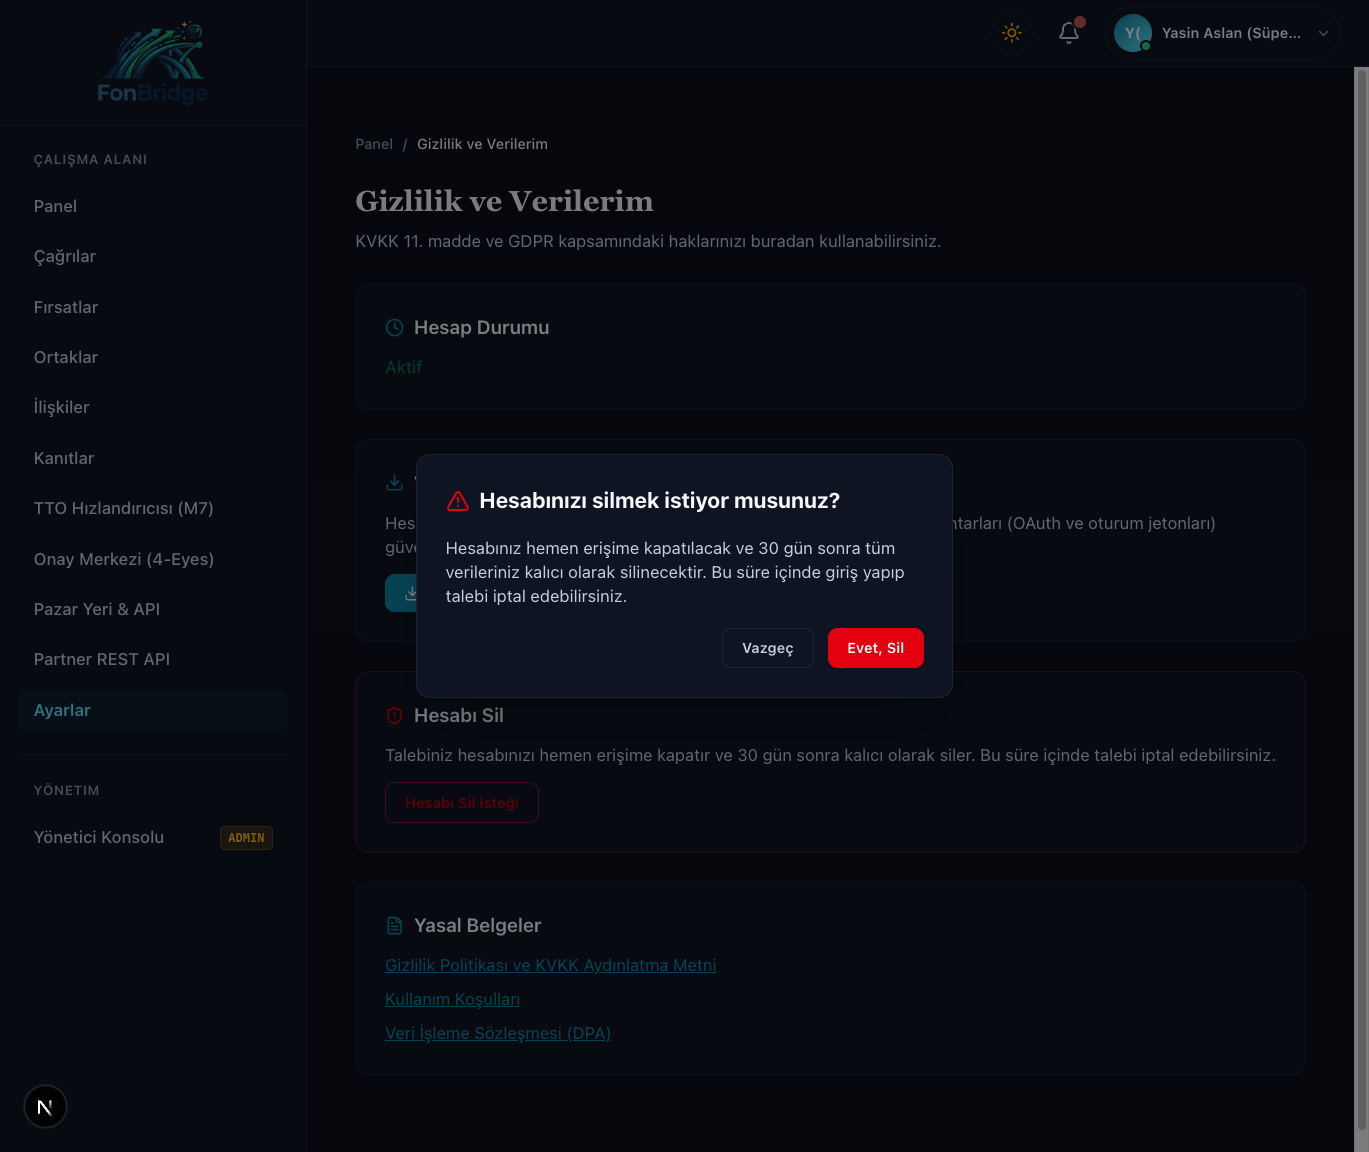 FonBridge
Y(
Yasin Aslan (Süpe...
ÇALIŞMA ALANI
Panel
Çağrılar
Fırsatlar
Ortaklar
İlişkiler
Kanıtlar
TTO Hızlandırıcısı (M7)
Onay Merkezi (4-Eyes)
Pazar Yeri & API
Partner REST API
Ayarlar
YÖNETIM
Yönetici Konsolu
ADMIN
N
Panel / Gizlilik ve Verilerim
Gizlilik ve Verilerim
KVKK 11. madde ve GDPR kapsamındaki haklarınızı buradan kullanabilirsiniz.
Hesap Durumu
Aktif
ntarları (OAuth ve oturum jetonları)
Hesabınızı silmek istiyor musunuz?
Hesabınız hemen erişime kapatılacak ve 30 gün sonra tüm
verileriniz kalıcı olarak silinecektir. Bu süre içinde giriş yapıp
talebi iptal edebilirsiniz.
Vazgeç
Evet, Sil
Hesabı Sil
Talebiniz hesabınızı hemen erişime kapatır ve 30 gün sonra kalıcı olarak siler. Bu süre içinde talebi iptal edebilirsiniz.
Hesabı Sil İsteği
Yasal Belgeler
Gizlilik Politikası ve KVKK Aydınlatma Metni
Kullanım Koşulları
Veri İşleme Sözleşmesi (DPA)